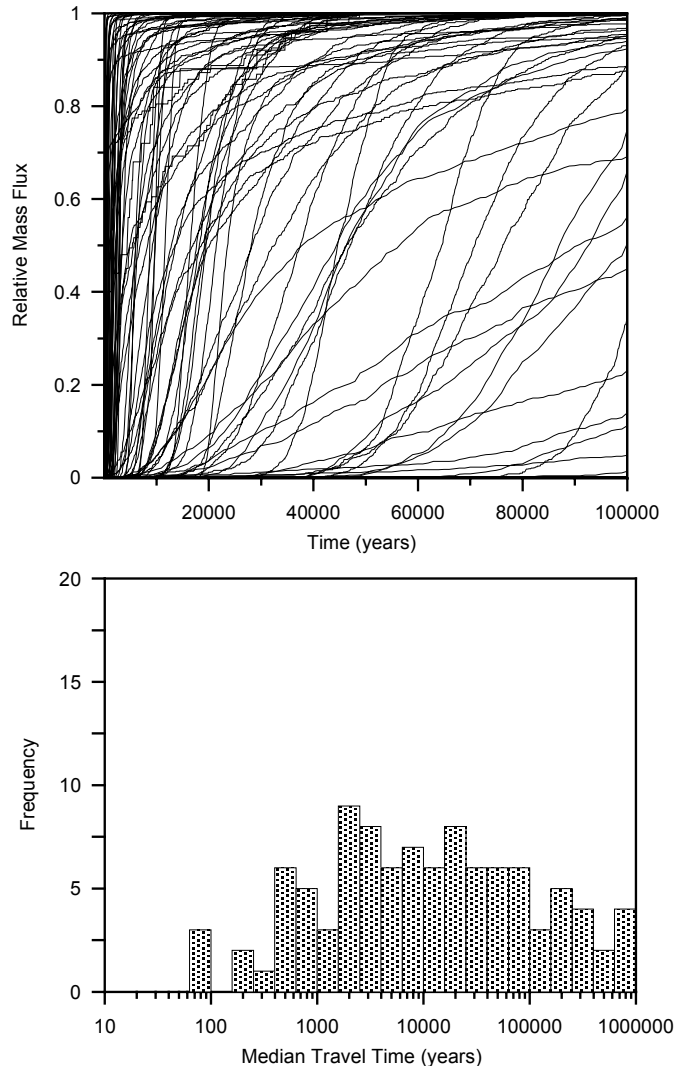 1
0.8
0.6
0.4
0.2
0
Relative Mass Flux
20000 40000 60000 80000 100000
Time (years)
20
15
10
5
0
Frequency
10 100 1000 10000 100000 1000000
Median Travel Time (years)